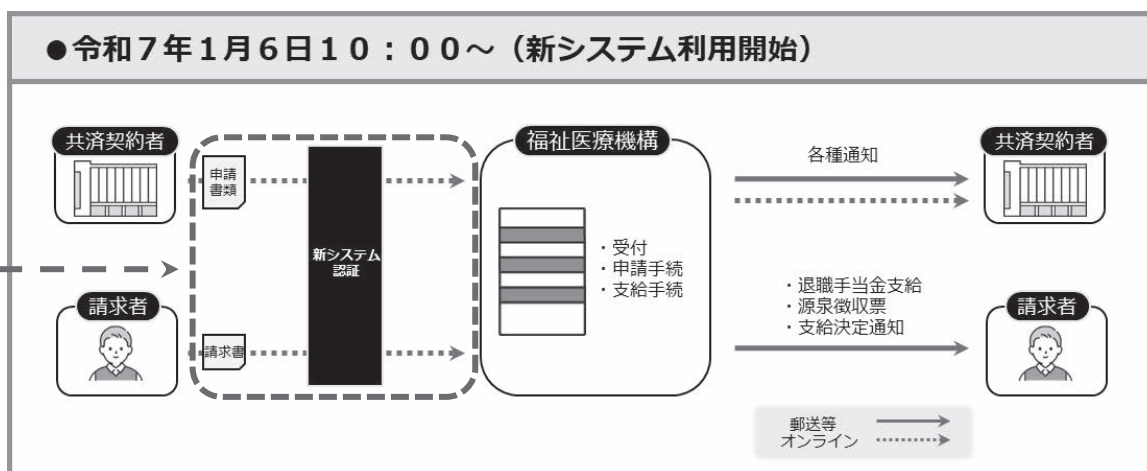 ●令和７年１月６日１０：００～（新システム利用開始）
共済契約者
申請
書類
請求者
請求書
新システム
認証
福祉医療機構
・受付
・申請手続
・支給手続
各種通知
・退職手当金支給
・源泉徴収票
・支給決定通知
共済契約者
請求者
郵送等
オンライン